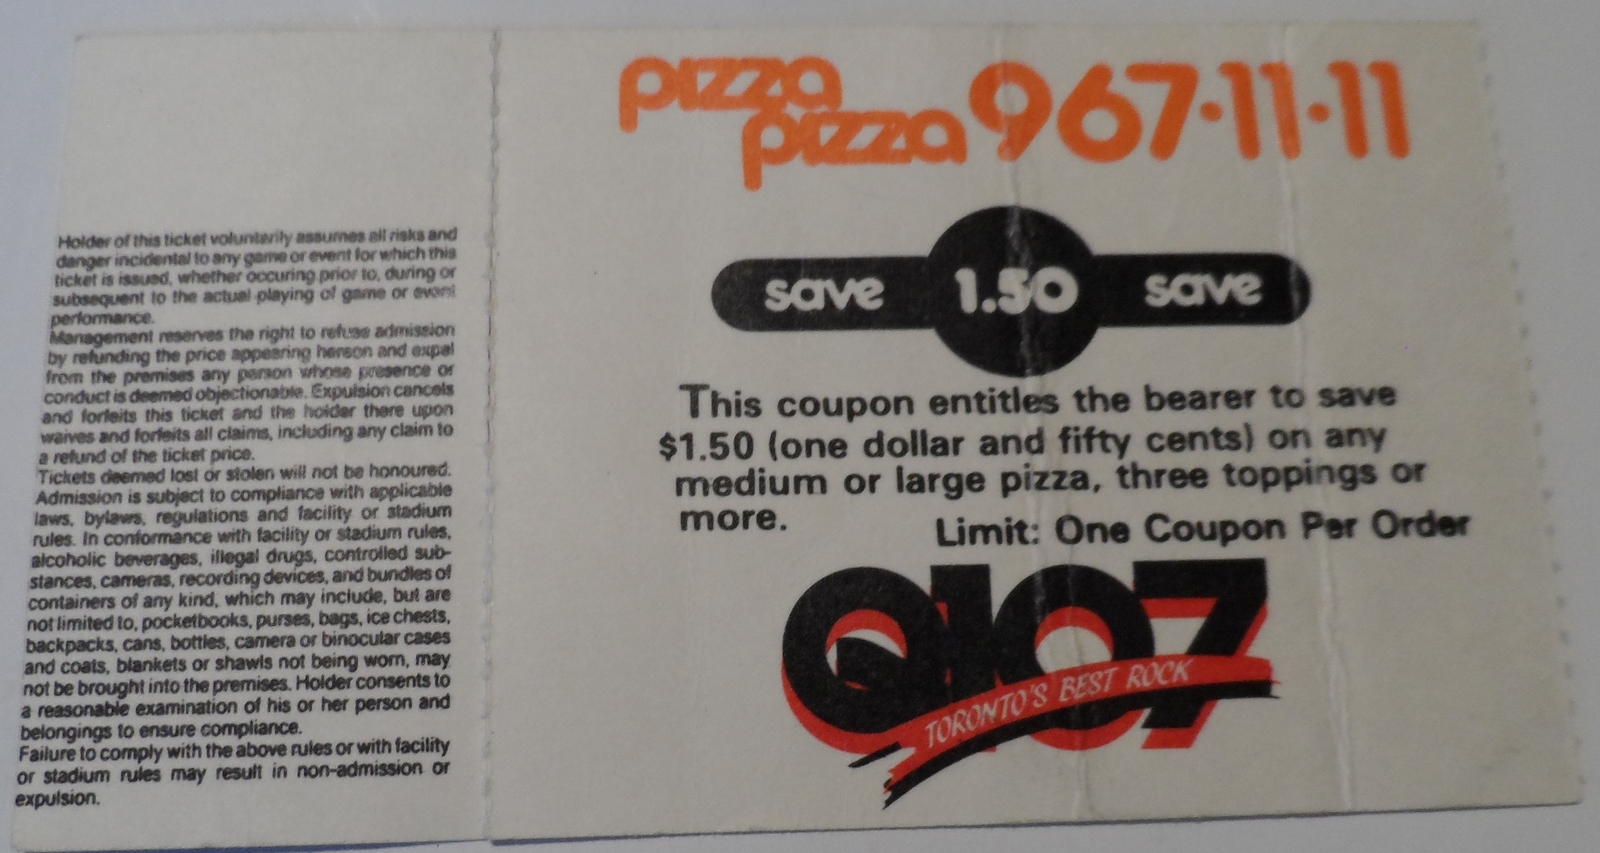 Holder of this ticket voluntarily assumes all risks and
danger incidental to any game or event for which this
ticket is issued, whether occuring prior to, during or
subsequent to the actual playing of game or event
performance.
Management reserves the right to refuse admission
by refunding the price appearing hereon and expel
from the premises any person whose presence or
conduct is deemed objectionable. Expulsion cancels
and forfeits this ticket and the holder there upon
waives and forfeits all claims, including any claim to
a refund of the ticket price.
Tickets deemed lost or stolen will not be honoured.
Admission is subject to compliance with applicable
laws, bylaws, regulations and facility or stadium
rules. In conformance with facility or stadium rules,
alcoholic beverages, illegal drugs, controlled sub-
stances, cameras, recording devices, and bundles of
containers of any kind, which may include, but are
not limited to, pocketbooks, purses, bags, ice chests,
backpacks, cans, bottles, camera or binocular cases
and coats, blankets or shawls not being worn, may
not be brought into the premises. Holder consents to
a reasonable examination of his or her person and
belongings to ensure compliance.
Failure to comply with the above rules or with facility
or stadium rules may result in non-admission or
expulsion.
pizza
pizza 967·11·11
save 1.50 save
This coupon entitles the bearer to save
$1.50 (one dollar and fifty cents) on any
medium or large pizza, three toppings or
more.
Limit: One Coupon Per Order
Q107
TORONTO'S BEST ROCK